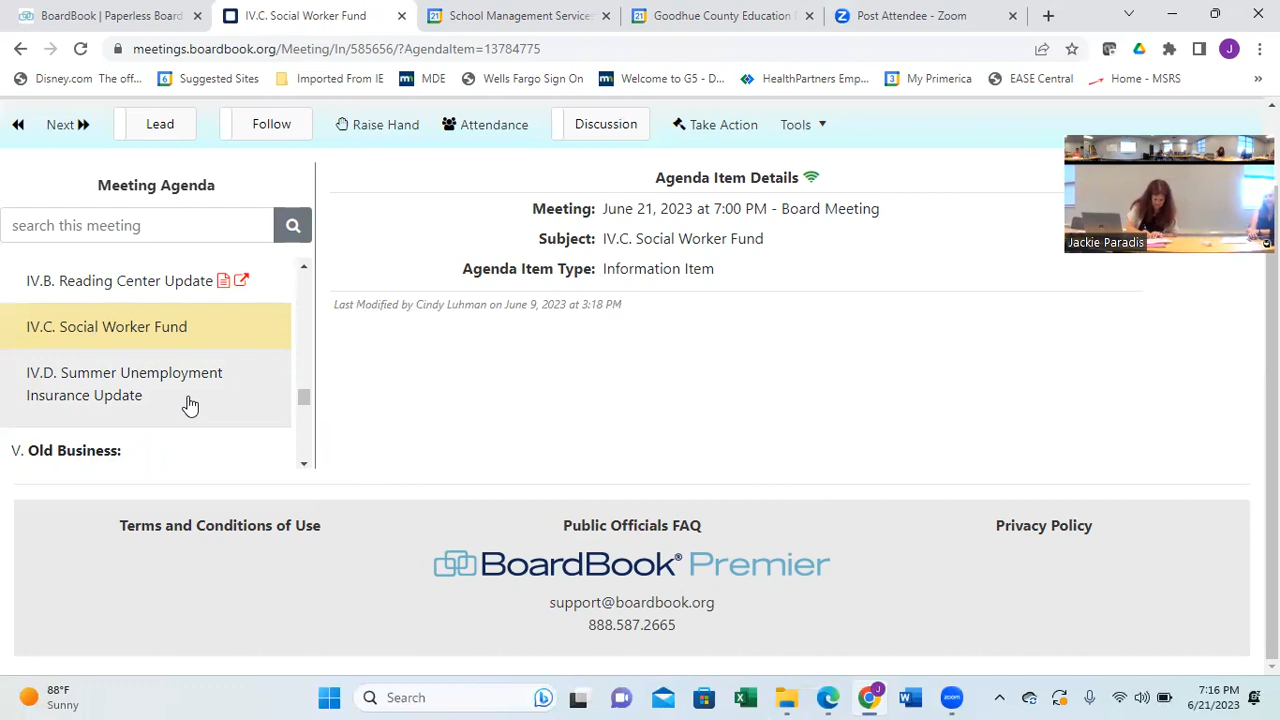 BoardBook | Paperless Board
IV.C. Social Worker Fund
School Management Services
Goodhue County Education
Post Attendee - Zoom
meetings.boardbook.org/Meeting/In/585656/?AgendaItem=13784775
Disney.com The off...
Suggested Sites
Imported From IE
MDE
Wells Fargo Sign On
Welcome to G5 - D...
HealthPartners Emp...
My Primerica
EASE Central
Home - MSRS
Next
Lead
Follow
Raise Hand
Attendance
Discussion
Take Action
Tools
Meeting Agenda
search this meeting
IV.B. Reading Center Update
IV.C. Social Worker Fund
IV.D. Summer Unemployment
Insurance Update
V. Old Business:
Agenda Item Details
Meeting: June 21, 2023 at 7:00 PM - Board Meeting
Subject: IV.C. Social Worker Fund
Agenda Item Type: Information Item
Last Modified by Cindy Luhman on June 9, 2023 at 3:18 PM
Jackie Paradis
Terms and Conditions of Use
Public Officials FAQ
Privacy Policy
BoardBook® Premier
support@boardbook.org
888.587.2665
88°F
Sunny
Search
7:16 PM
6/21/2023